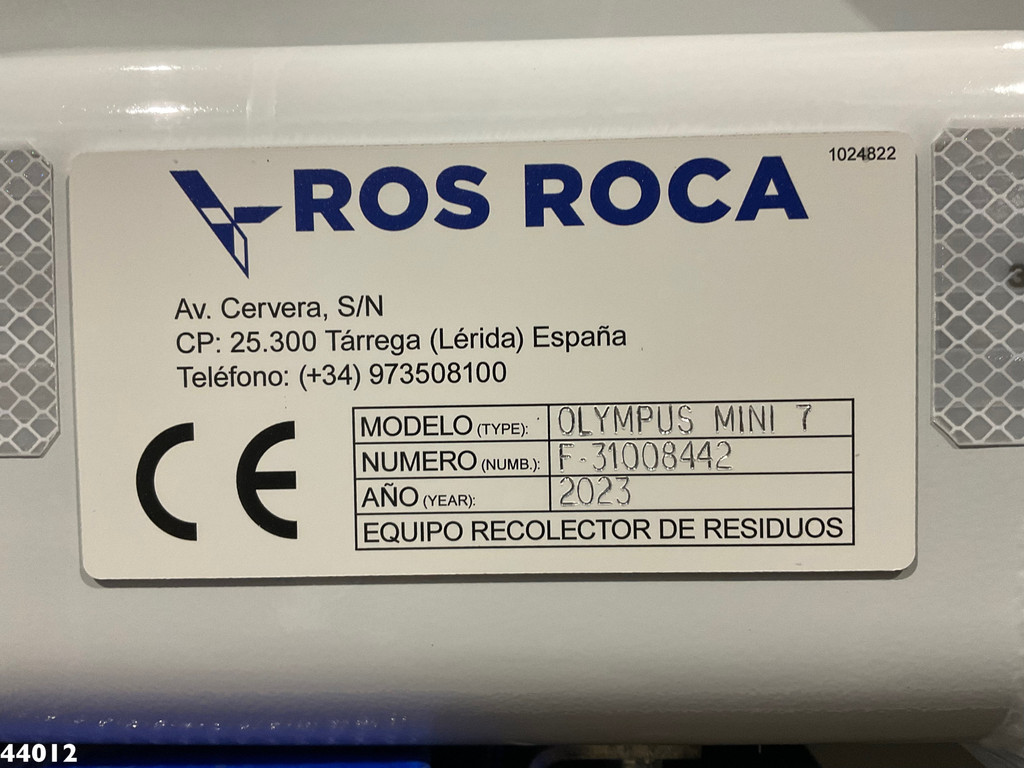 ROS ROCA
1024822
Av. Cervera, S/N
CP: 25.300 Tárrega (Lérida) España
Teléfono: (+34) 973508100
CE
MODELO (TYPE): OLYMPUS MINI 7
NUMERO (NUMB.): F-31008442
AÑO (YEAR): 2023
EQUIPO RECOLECTOR DE RESIDUOS
44012